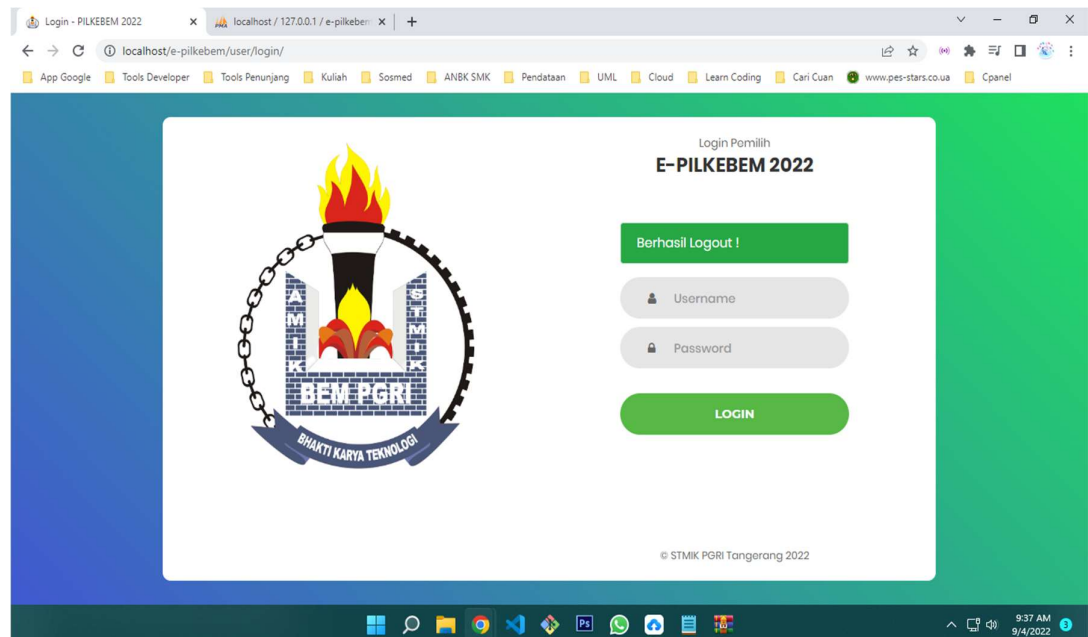 Login - PILKEBEM 2022
localhost / 127.0.0.1 / e-pilkebem
localhost/e-pilkebem/user/login/
App Google Tools Developer Tools Penunjang Kuliah Sosmed ANBK SMK Pendataan UML Cloud Learn Coding Cari Cuan www.pes-stars.co.ua Cpanel
Login Pemilih
E-PILKEBEM 2022
Berhasil Logout !
Username
Password
LOGIN
© STMIK PGRI Tangerang 2022
AMIK
STMIK
BEM PGRI
BHAKTI KARYA TEKNOLOGI
Ps
9:37 AM
9/4/2022
3